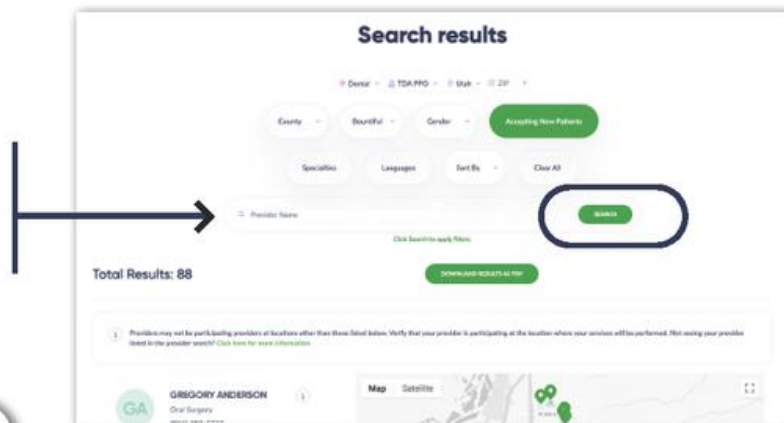 Search results
Dental TDA PPO Utah ZIP
County Bountiful Gender Accepting New Patients
Specialties Languages Sort By Clear All
Provider Name SEARCH
Click Search to apply filters
Total Results: 88 DOWNLOAD RESULTS AS PDF
Providers may not be participating providers at locations other than those listed below. Verify that your provider is participating at the location where your services will be performed. Not seeing your provider
listed in the provider search? Click here for more information
GREGORY ANDERSON
GA Oral Surgery
Map Satellite